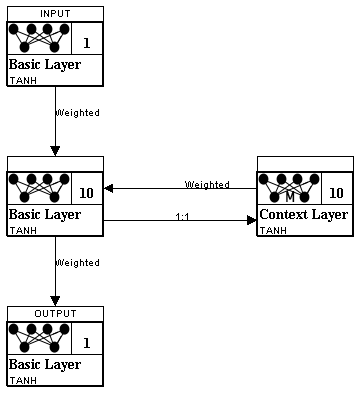 INPUT
1
Basic Layer
TANH
Weighted
10
Basic Layer
TANH
Weighted
1:1
M
10
Context Layer
TANH
Weighted
OUTPUT
1
Basic Layer
TANH